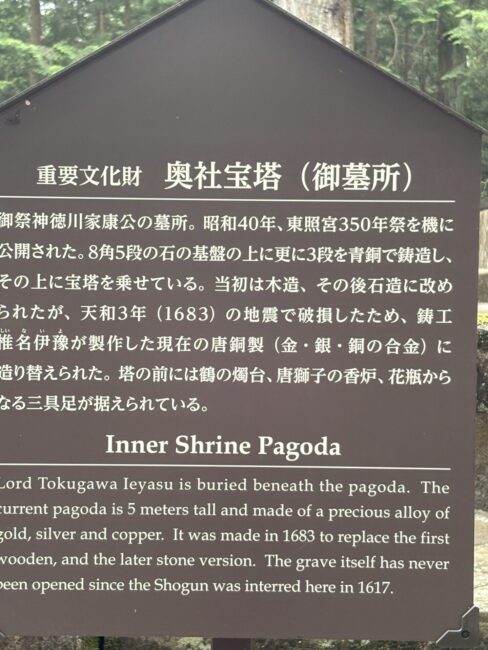 重要文化財 奥社宝塔（御墓所）
御祭神徳川家康公の墓所。昭和40年、東照宮350年祭を機に
公開された。8角5段の石の基盤の上に更に3段を青銅で鋳造し、
その上に宝塔を乗せている。当初は木造、その後石造に改め
られたが、天和3年（1683）の地震で破損したため、鋳工
しい な い よ
椎名伊豫が製作した現在の唐銅製（金・銀・銅の合金）に
造り替えられた。塔の前には鶴の燭台、唐獅子の香炉、花瓶から
なる三具足が据えられている。
Inner Shrine Pagoda
Lord Tokugawa Ieyasu is buried beneath the pagoda. The
current pagoda is 5 meters tall and made of a precious alloy of
gold, silver and copper. It was made in 1683 to replace the first
wooden, and the later stone version. The grave itself has never
been opened since the Shogun was interred here in 1617.